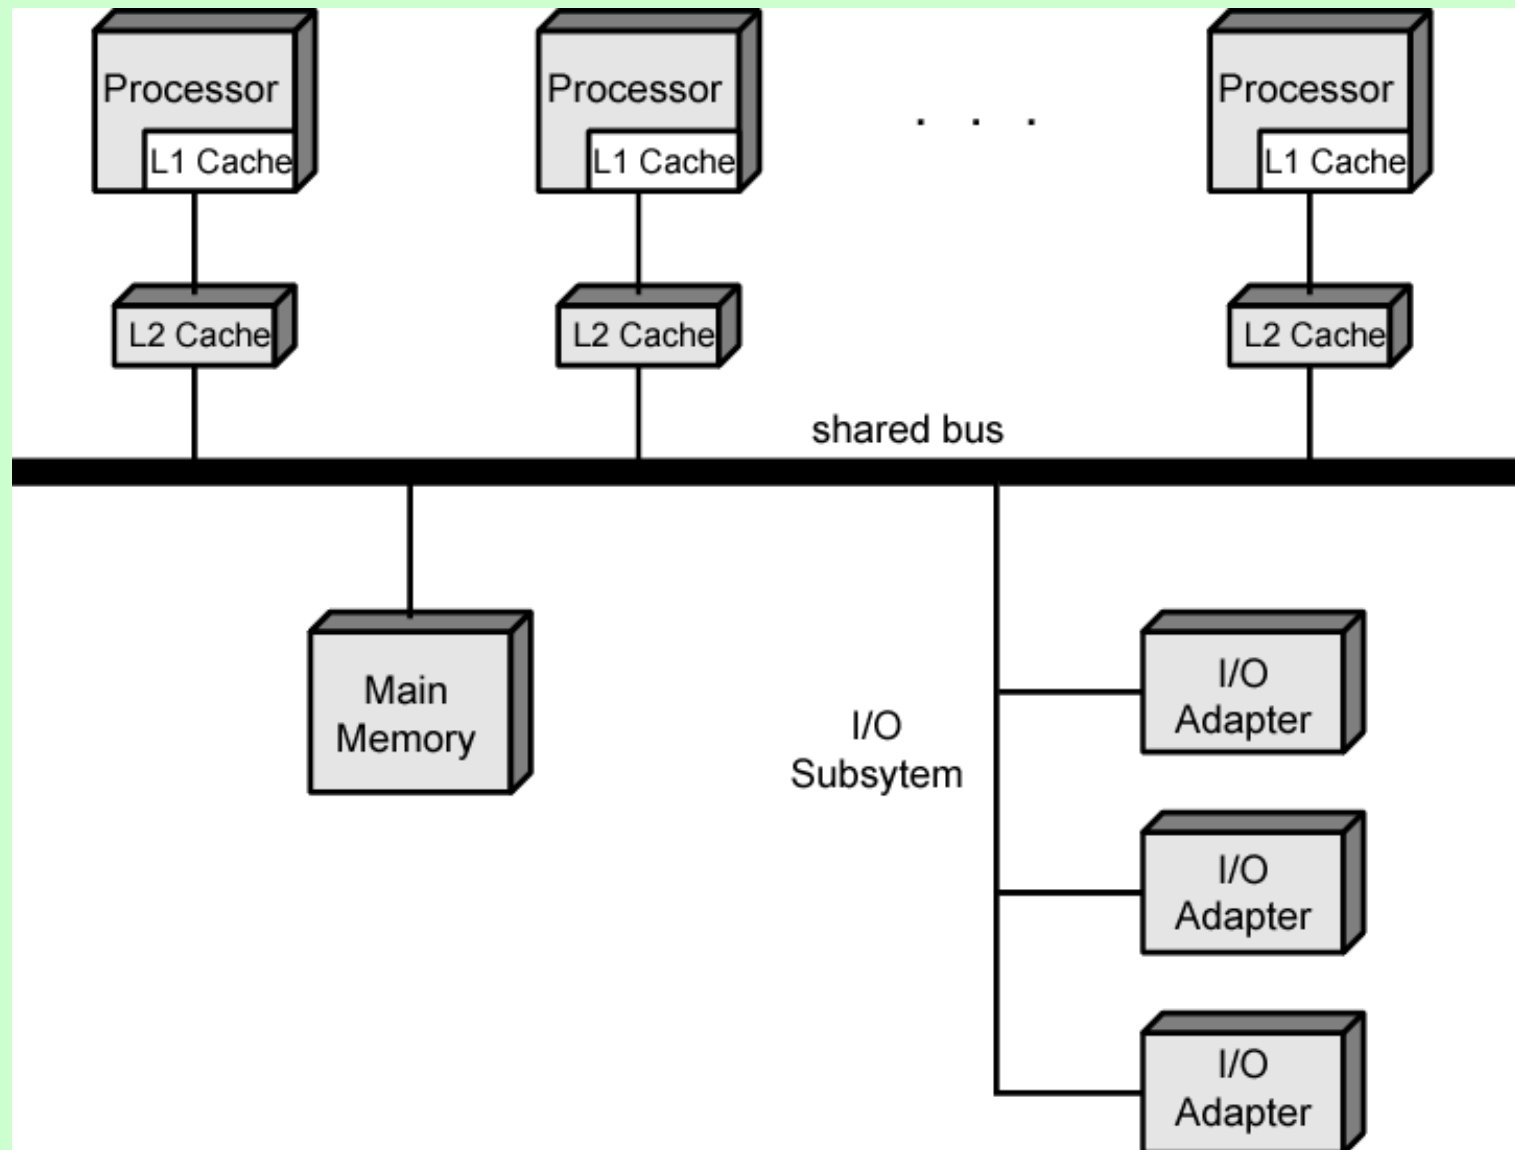 Processor
L1 Cache
L2 Cache
Processor
L1 Cache
L2 Cache
. . .
Processor
L1 Cache
L2 Cache
shared bus
Main
Memory
I/O
Subsytem
I/O
Adapter
I/O
Adapter
I/O
Adapter